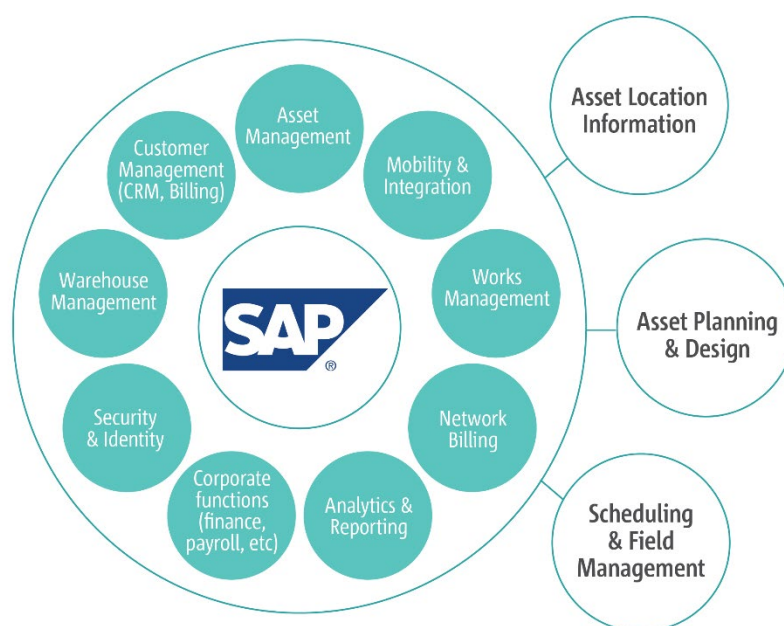 Asset
Management
Mobility &
Integration
Works
Management
Network
Billing
Analytics &
Reporting
Corporate
functions
(finance,
payroll, etc)
Security
& Identity
Warehouse
Management
Customer
Management
(CRM, Billing)
SAP
®
Asset Location
Information
Asset Planning
& Design
Scheduling
& Field
Management